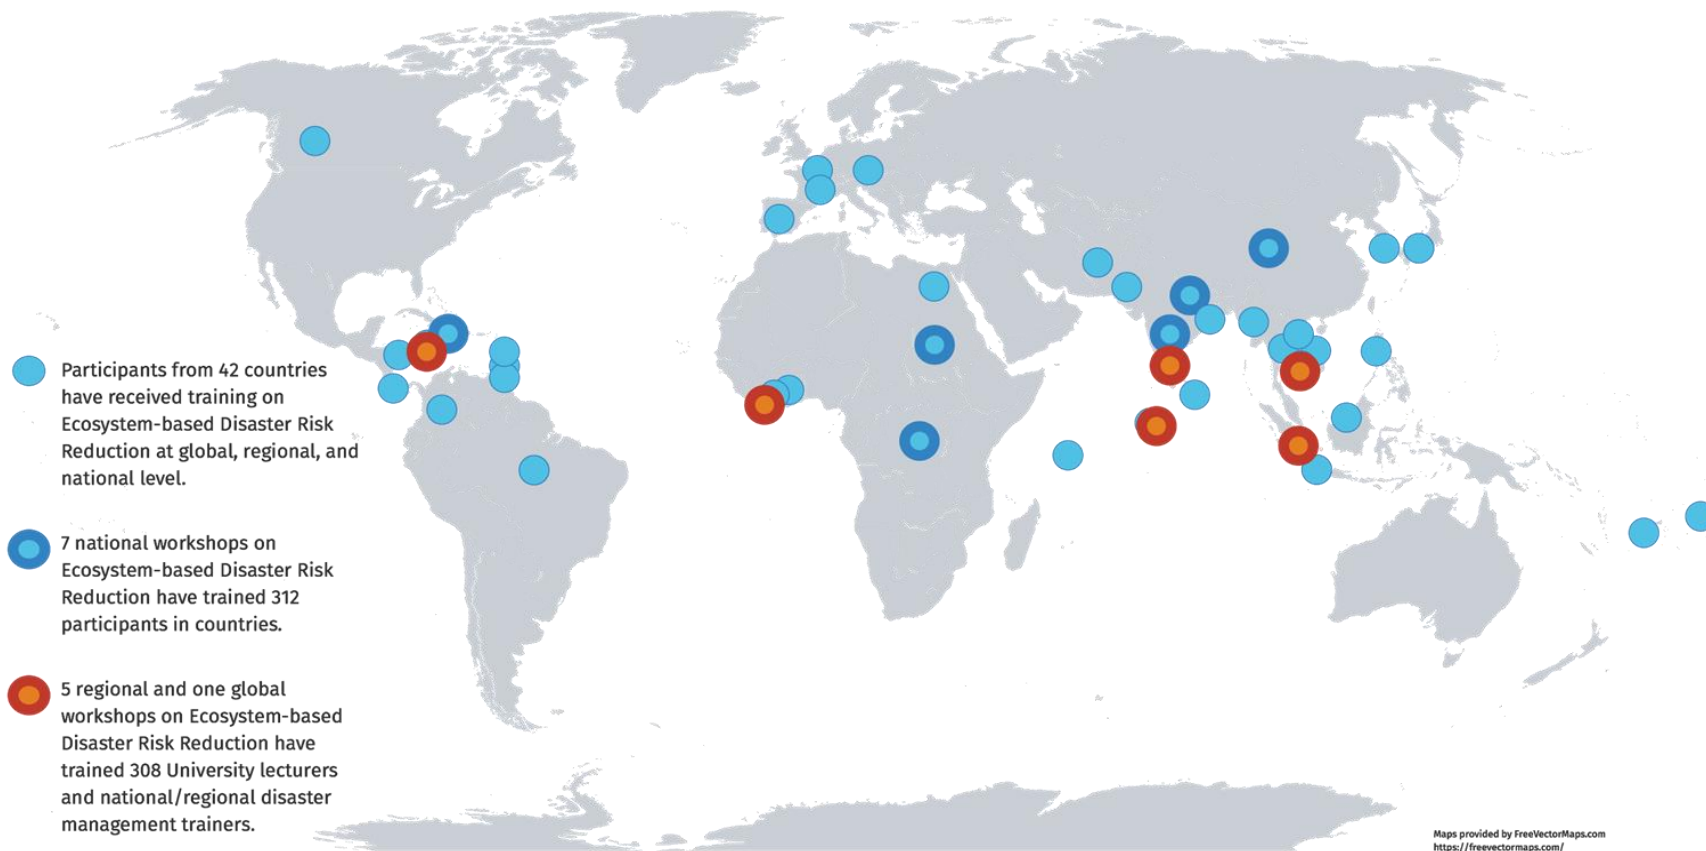 Participants from 42 countries
have received training on
Ecosystem-based Disaster Risk
Reduction at global, regional, and
national level.
7 national workshops on
Ecosystem-based Disaster Risk
Reduction have trained 312
participants in countries.
5 regional and one global
workshops on Ecosystem-based
Disaster Risk Reduction have
trained 308 University lecturers
and national/regional disaster
management trainers.
Maps provided by FreeVectorMaps.com
https://freevectormaps.com/